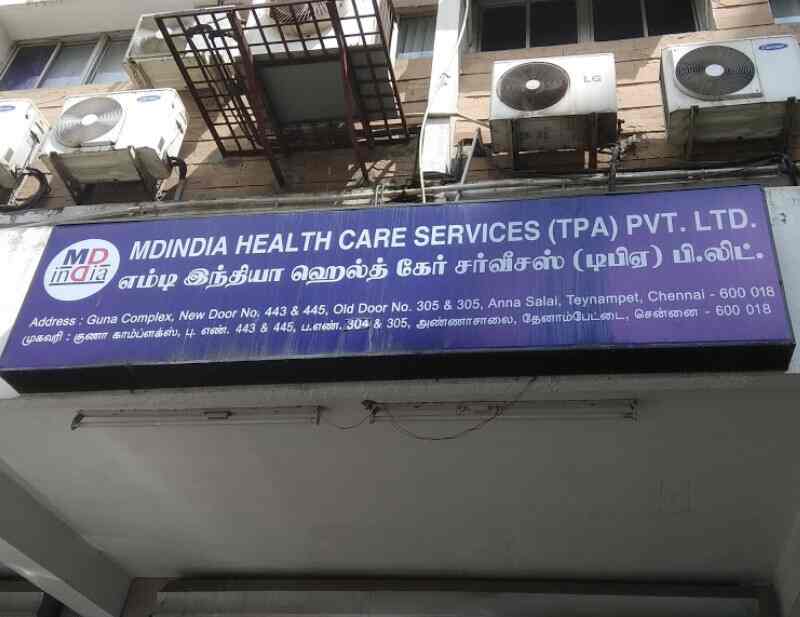 MD
india
MDINDIA HEALTH CARE SERVICES (TPA) PVT. LTD.
எம்டி இந்தியா ஹெல்த் கேர் சர்வீசஸ் (டிபிஏ) பி.லிட்.
Address : Guna Complex, New Door No. 443 & 445, Old Door No. 305 & 305, Anna Salai, Teynampet, Chennai - 600 018
முகவரி : குணா காம்ப்ளக்ஸ், பு. எண். 443 & 445, ப.எண். 304 & 305, அண்ணாசாலை, தேனாம்பேட்டை, சென்னை - 600 018
LG
Carrier